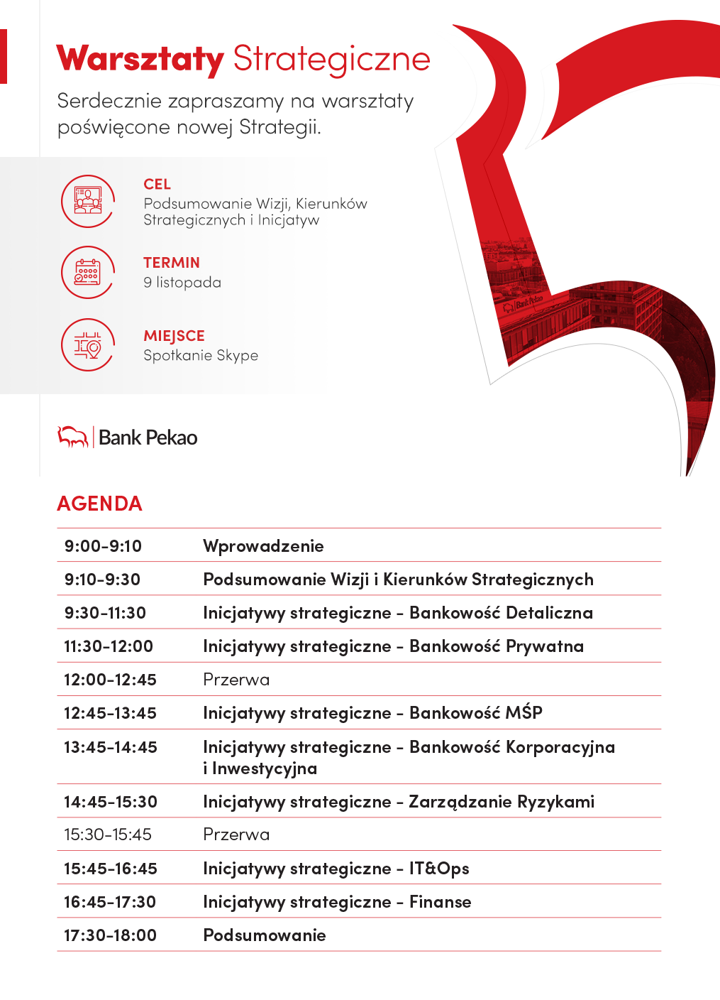 Warsztaty Strategiczne
Serdecznie zapraszamy na warsztaty
poświęcone nowej Strategii.
CEL
Podsumowanie Wizji, Kierunków
Strategicznych i Inicjatyw
TERMIN
9 listopada
MIEJSCE
Spotkanie Skype
Bank Pekao
Bank Pekao
AGENDA
9:00-9:10 Wprowadzenie
9:10-9:30 Podsumowanie Wizji i Kierunków Strategicznych
9:30-11:30 Inicjatywy strategiczne - Bankowość Detaliczna
11:30-12:00 Inicjatywy strategiczne - Bankowość Prywatna
12:00-12:45 Przerwa
12:45-13:45 Inicjatywy strategiczne - Bankowość MŚP
13:45-14:45 Inicjatywy strategiczne - Bankowość Korporacyjna
i Inwestycyjna
14:45-15:30 Inicjatywy strategiczne - Zarządzanie Ryzykami
15:30-15:45 Przerwa
15:45-16:45 Inicjatywy strategiczne - IT&Ops
16:45-17:30 Inicjatywy strategiczne - Finanse
17:30-18:00 Podsumowanie